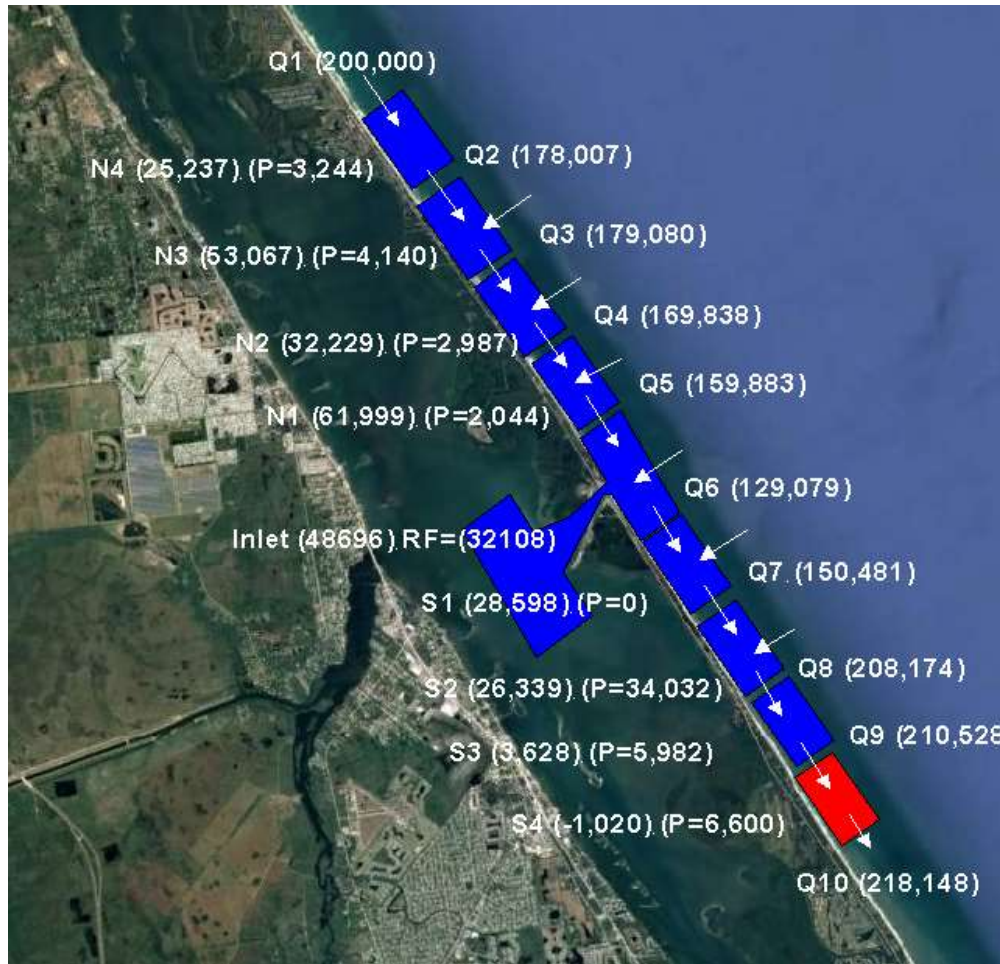 Q1 (200,000)
Q2 (178,007)
N4 (25,237) (P=3,244)
Q3 (179,080)
N3 (53,067) (P=4,140)
Q4 (169,838)
N2 (32,229) (P=2,987)
Q5 (159,883)
N1 (61,999) (P=2,044)
Q6 (129,079)
Inlet (48696) RF=(32108)
Q7 (150,481)
S1 (28,598) (P=0)
Q8 (208,174)
S2 (26,339) (P=34,032)
Q9 (210,528
S3 (3,628) (P=5,982)
S4 (-1,020) (P=6,600)
Q10 (218,148)